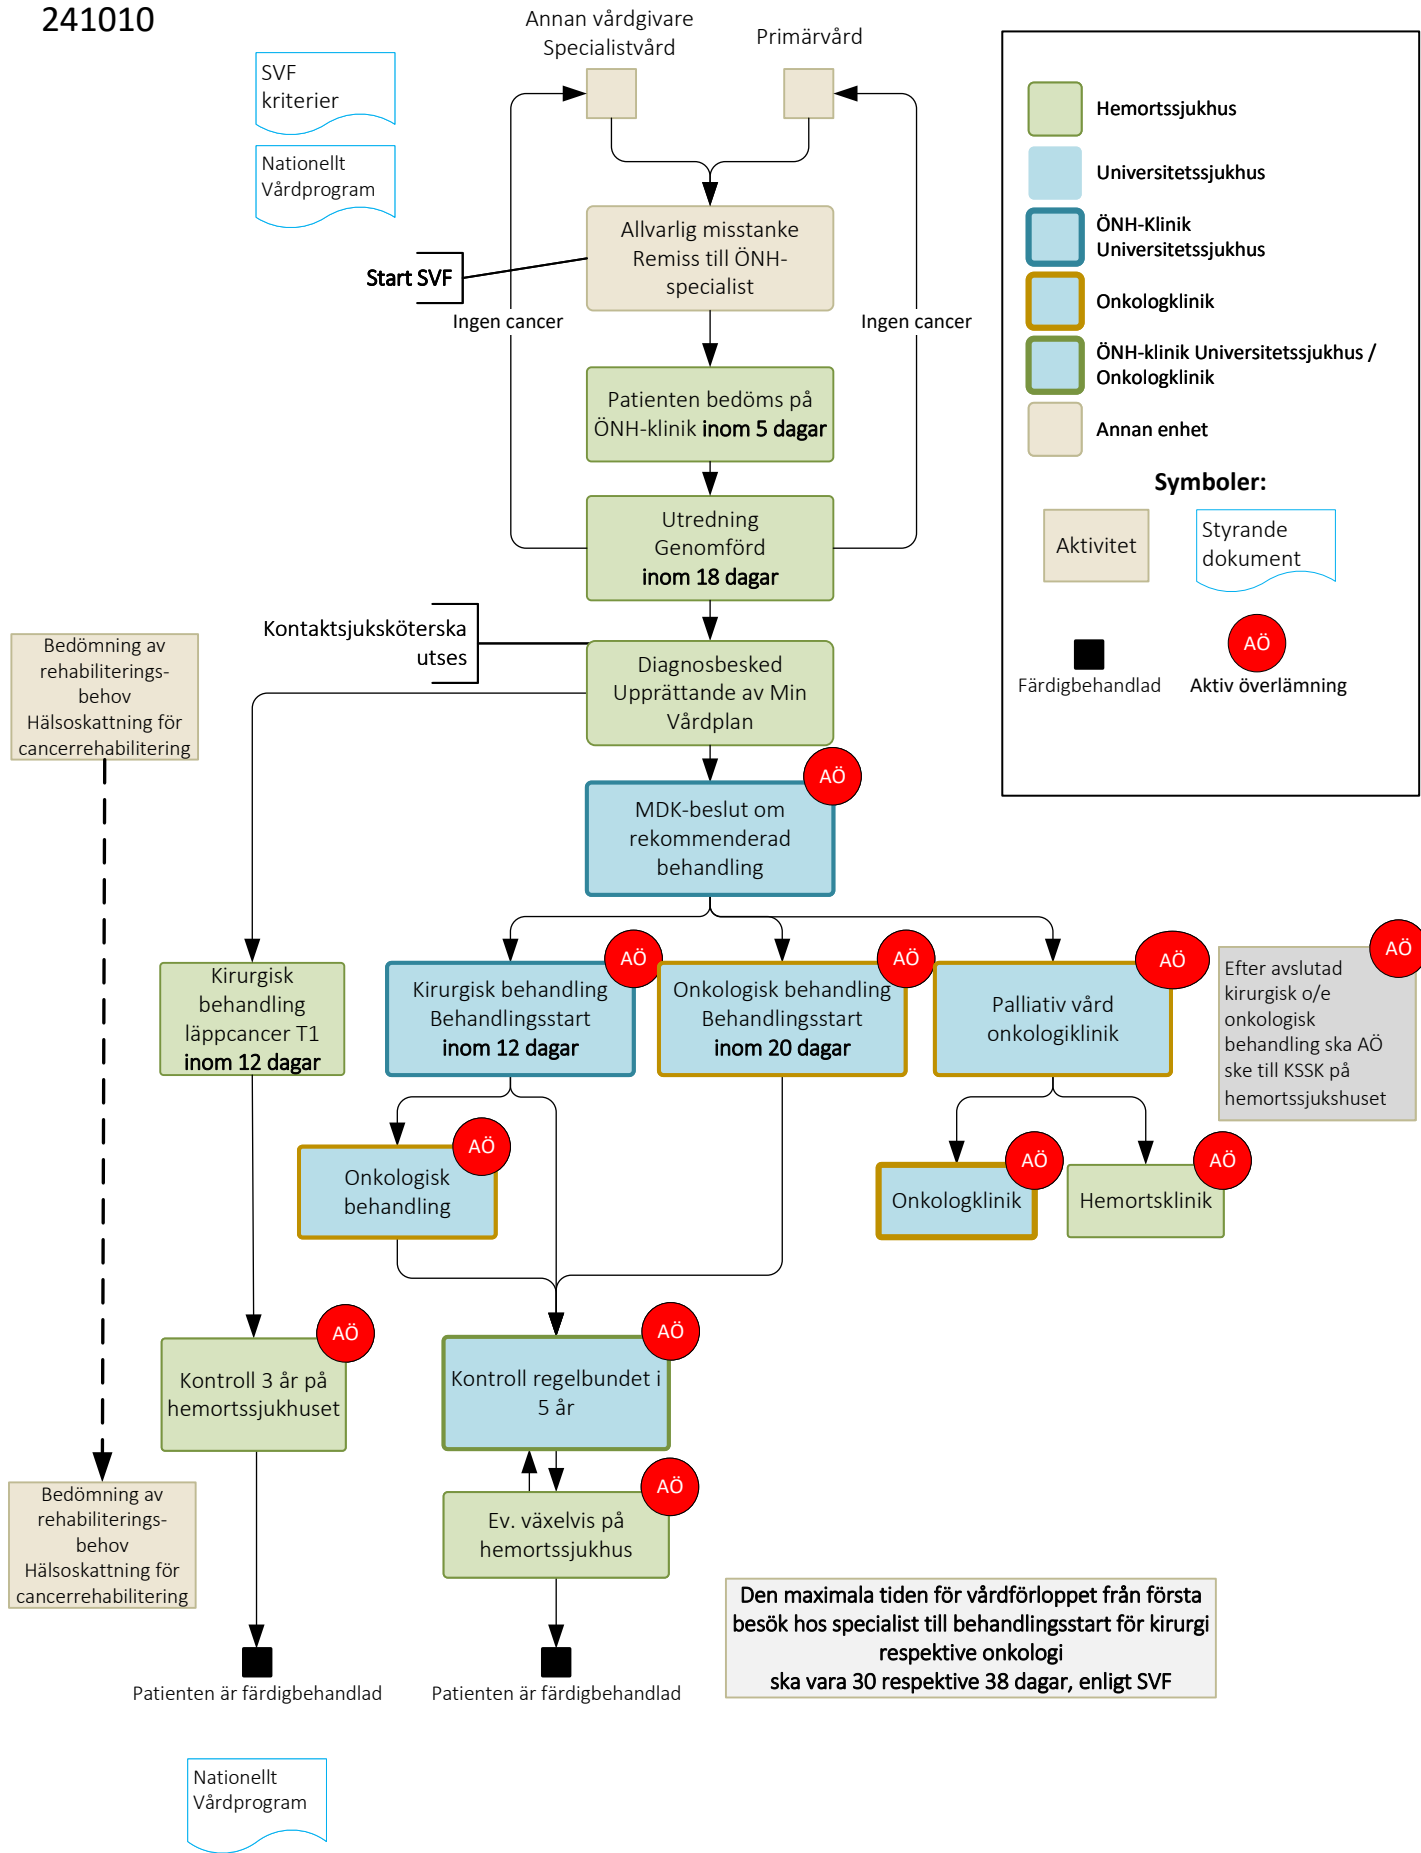 241010
Annan vårdgivare
Specialistvård
Primärvård
SVF
kriterier
Nationellt
Vårdprogram
Allvarlig misstanke
Remiss till ÖNH-
specialist
Start SVF
Ingen cancer
Ingen cancer
Patienten bedöms på
ÖNH-klinik inom 5 dagar
Utredning
Genomförd
inom 18 dagar
Kontaktsjuksköterska
utses
Diagnosbesked
Upprättande av Min
Vårdplan
Bedömning av
rehabiliterings-
behov
Hälsoskattning för
cancerrehabilitering
AÖ
MDK-beslut om
rekommenderad
behandling
Hemortssjukhus
Universitetssjukhus
ÖNH-Klinik
Universitetssjukhus
Onkologklinik
ÖNH-klinik Universitetssjukhus /
Onkologklinik
Annan enhet
Symboler:
Aktivitet
Styrande
dokument
AÖ
Färdigbehandlad
Aktiv överlämning
Kirurgisk
behandling
läppcancer T1
inom 12 dagar
AÖ
Kirurgisk behandling
Behandlingsstart
inom 12 dagar
AÖ
Onkologisk behandling
Behandlingsstart
inom 20 dagar
AÖ
Palliativ vård
onkologiklinik
AÖ
Efter avslutad
kirurgisk o/e
onkologisk
behandling ska AÖ
ske till KSSK på
hemortssjukshuset
AÖ
Onkologisk
behandling
AÖ
Onkologklinik
AÖ
Hemortsklinik
AÖ
Kontroll 3 år på
hemortssjukhuset
AÖ
Kontroll regelbundet i
5 år
AÖ
Ev. växelvis på
hemortssjukhus
Bedömning av
rehabiliterings-
behov
Hälsoskattning för
cancerrehabilitering
Den maximala tiden för vårdförloppet från första
besök hos specialist till behandlingsstart för kirurgi
respektive onkologi
ska vara 30 respektive 38 dagar, enligt SVF
Patienten är färdigbehandlad
Patienten är färdigbehandlad
Nationellt
Vårdprogram